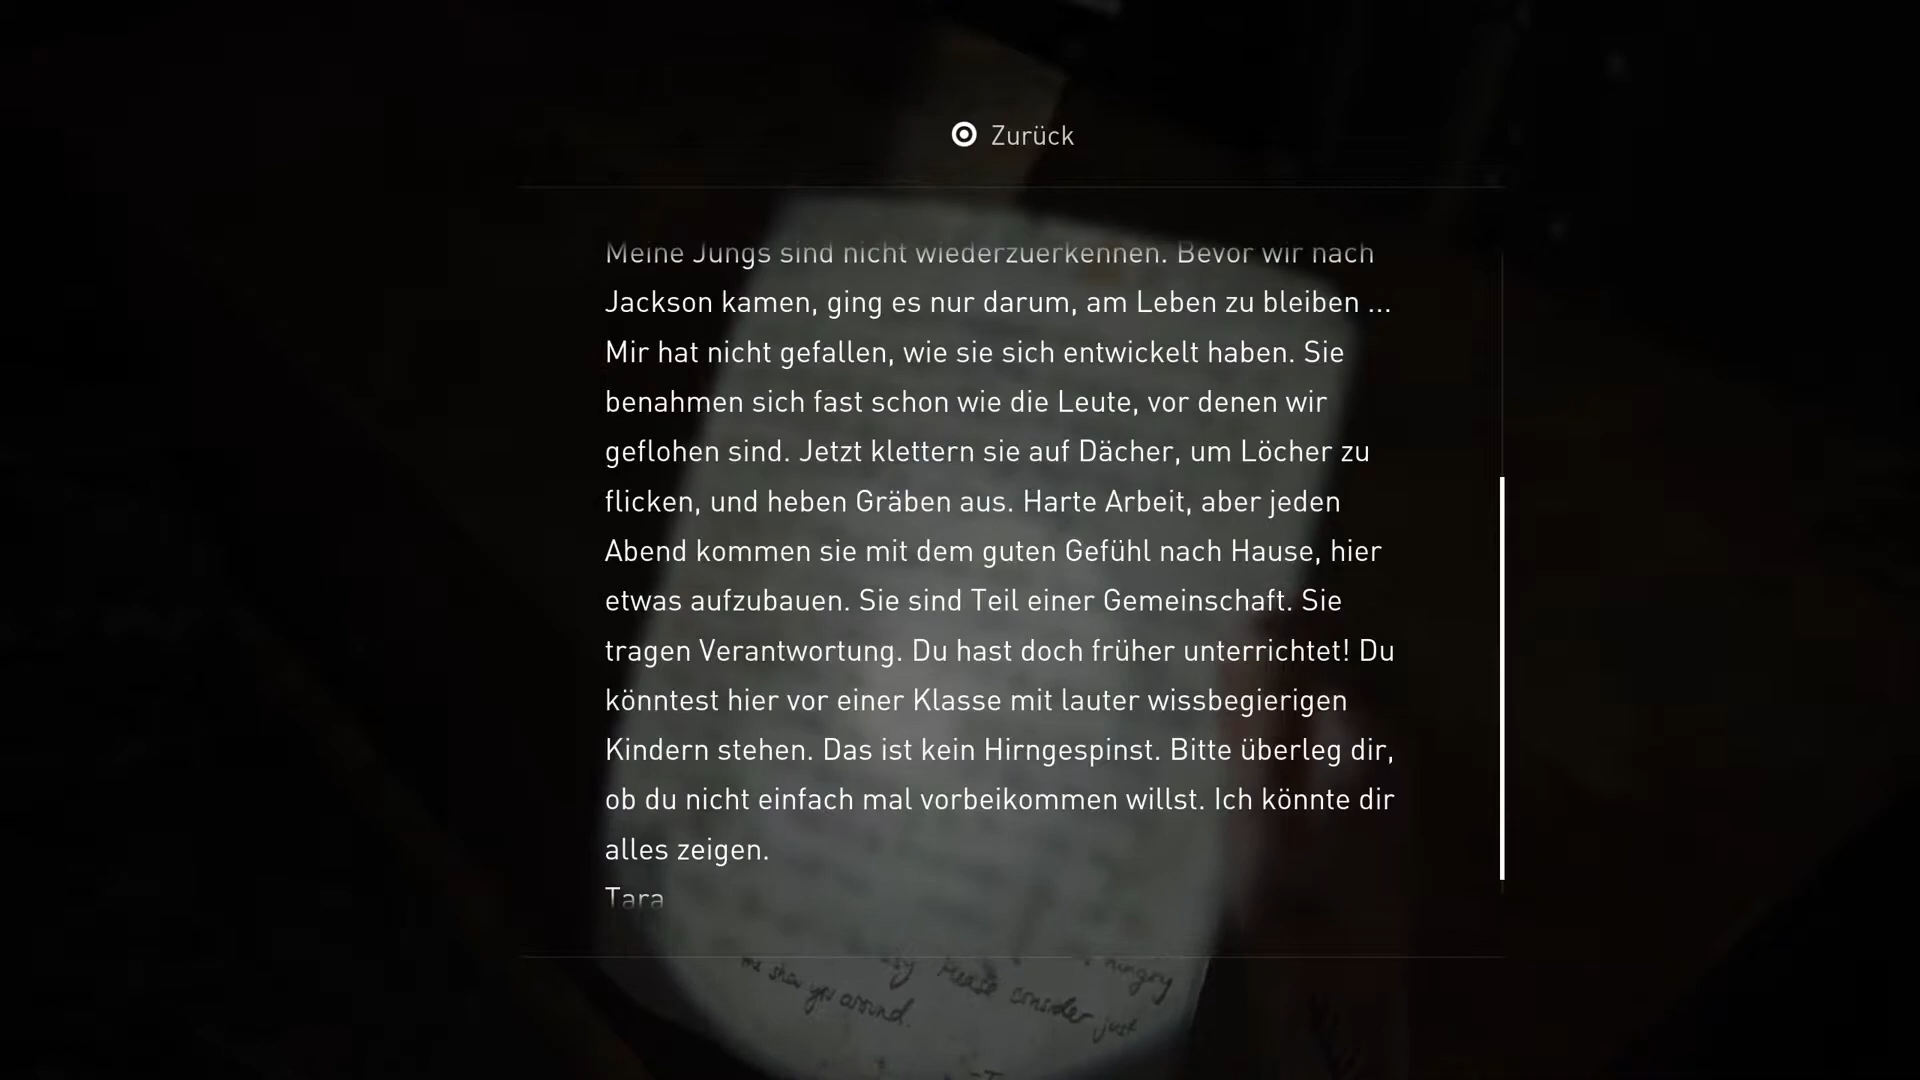 Zurück
Meine Jungs sind nicht wiederzuerkennen. Bevor wir nach
Jackson kamen, ging es nur darum, am Leben zu bleiben ...
Mir hat nicht gefallen, wie sie sich entwickelt haben. Sie
benahmen sich fast schon wie die Leute, vor denen wir
geflohen sind. Jetzt klettern sie auf Dächer, um Löcher zu
flicken, und heben Gräben aus. Harte Arbeit, aber jeden
Abend kommen sie mit dem guten Gefühl nach Hause, hier
etwas aufzubauen. Sie sind Teil einer Gemeinschaft. Sie
tragen Verantwortung. Du hast doch früher unterrichtet! Du
könntest hier vor einer Klasse mit lauter wissbegierigen
Kindern stehen. Das ist kein Hirngespinst. Bitte überleg dir,
ob du nicht einfach mal vorbeikommen willst. Ich könnte dir
alles zeigen.
Tara
hungry
Please consider just
me show you around.